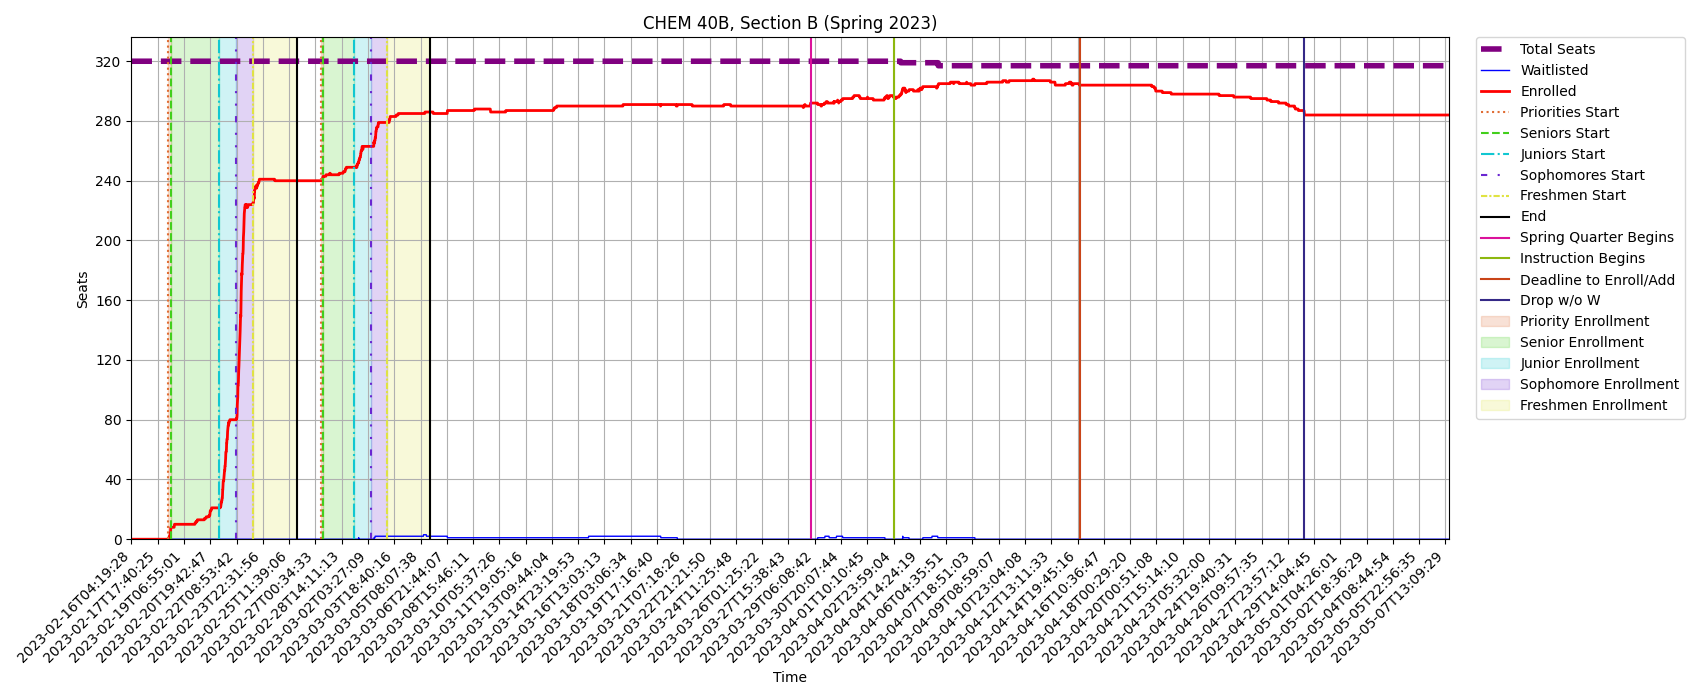 CHEM 40B, Section B (Spring 2023)
Seats
320
280
240
200
160
120
80
40
0
2023-02-16T04:19:28
2023-02-17T17:40:25
2023-02-19T06:55:01
2023-02-20T19:42:47
2023-02-22T08:53:42
2023-02-23T22:31:56
2023-02-25T11:39:06
2023-02-27T00:34:33
2023-02-28T14:11:13
2023-03-02T03:27:09
2023-03-03T18:40:16
2023-03-05T08:07:38
2023-03-06T21:44:07
2023-03-08T15:46:11
2023-03-10T05:37:26
2023-03-11T19:05:16
2023-03-13T09:44:04
2023-03-14T23:19:53
2023-03-16T13:03:13
2023-03-18T03:06:34
2023-03-19T17:16:40
2023-03-21T07:18:26
2023-03-22T21:21:50
2023-03-24T11:25:48
2023-03-26T01:25:22
2023-03-27T15:38:43
2023-03-29T06:08:42
2023-03-30T20:07:44
2023-04-01T10:10:45
2023-04-02T23:59:04
2023-04-04T14:24:19
2023-04-06T04:35:51
2023-04-07T18:51:03
2023-04-09T08:59:07
2023-04-10T23:04:08
2023-04-12T13:11:33
2023-04-14T19:45:16
2023-04-16T10:36:47
2023-04-18T00:29:20
2023-04-20T00:51:08
2023-04-21T15:14:10
2023-04-23T05:32:00
2023-04-24T19:40:31
2023-04-26T09:57:35
2023-04-27T23:57:12
2023-04-29T14:04:45
2023-05-01T04:26:01
2023-05-02T18:36:29
2023-05-04T08:44:54
2023-05-05T22:56:35
2023-05-07T13:09:29
Time
Total Seats
Waitlisted
Enrolled
Priorities Start
Seniors Start
Juniors Start
Sophomores Start
Freshmen Start
End
Spring Quarter Begins
Instruction Begins
Deadline to Enroll/Add
Drop w/o W
Priority Enrollment
Senior Enrollment
Junior Enrollment
Sophomore Enrollment
Freshmen Enrollment